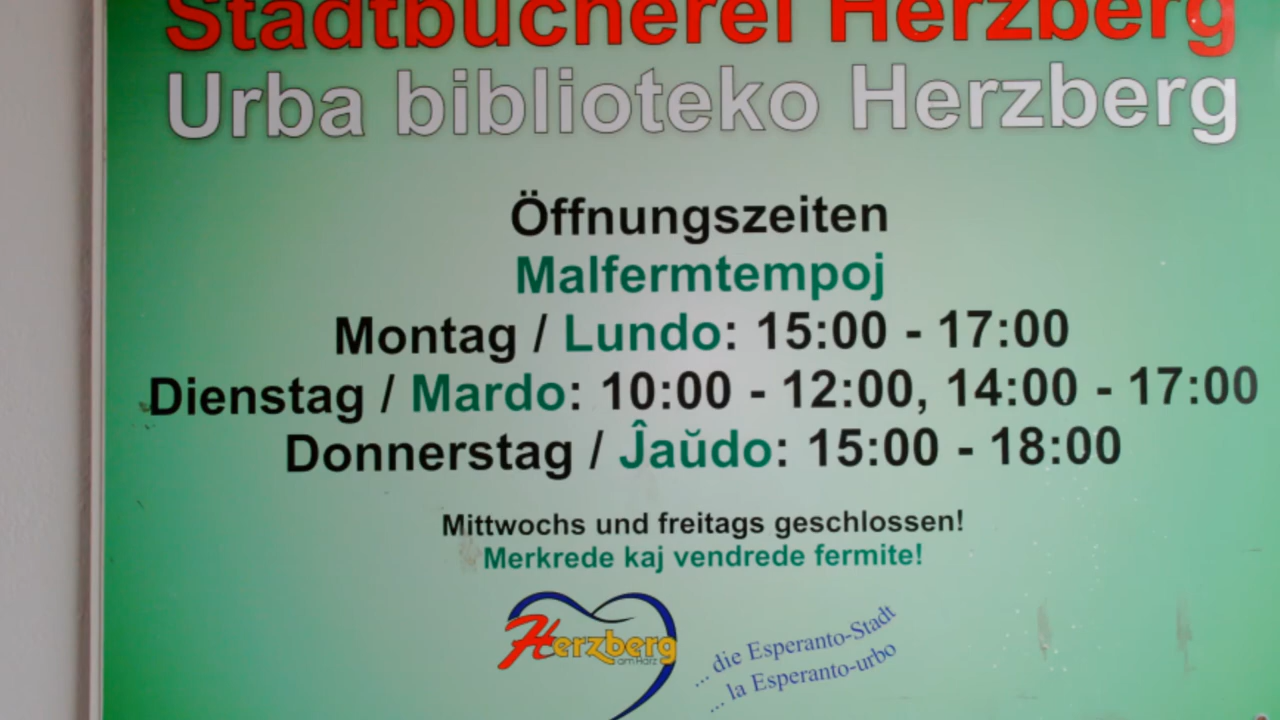 Stadtbücherei Herzberg
Urba biblioteko Herzberg
Öffnungszeiten
Malfermtempoj
Montag / Lundo: 15:00 - 17:00
Dienstag / Mardo: 10:00 - 12:00, 14:00 - 17:00
Donnerstag / Ĵaŭdo: 15:00 - 18:00
Mittwochs und freitags geschlossen!
Merkrede kaj vendrede fermite!
Herzberg
am Harz
... die Esperanto-Stadt
... la Esperanto-urbo